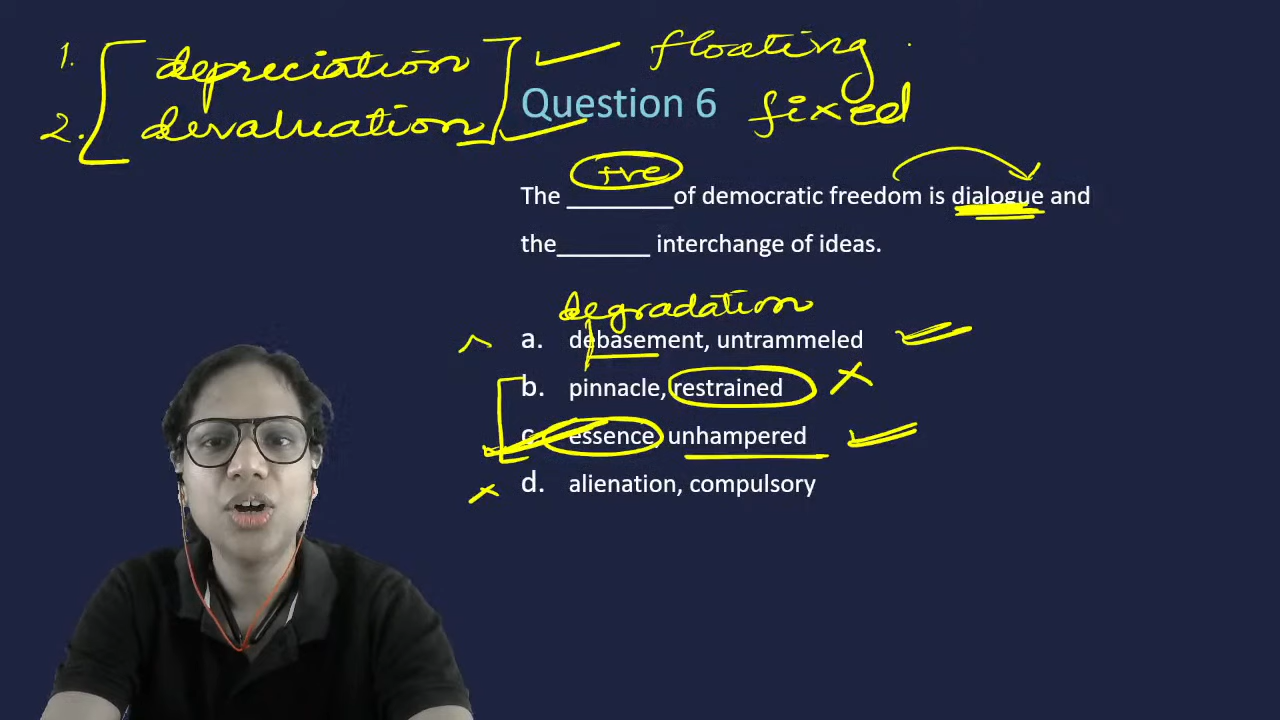 1. depreciation floating
2. devaluation fixed
Question 6
+ve
The ________ of democratic freedom is dialogue and
the_______ interchange of ideas.
degradation
a. debasement, untrammeled
b. pinnacle, restrained
c. essence, unhampered
d. alienation, compulsory